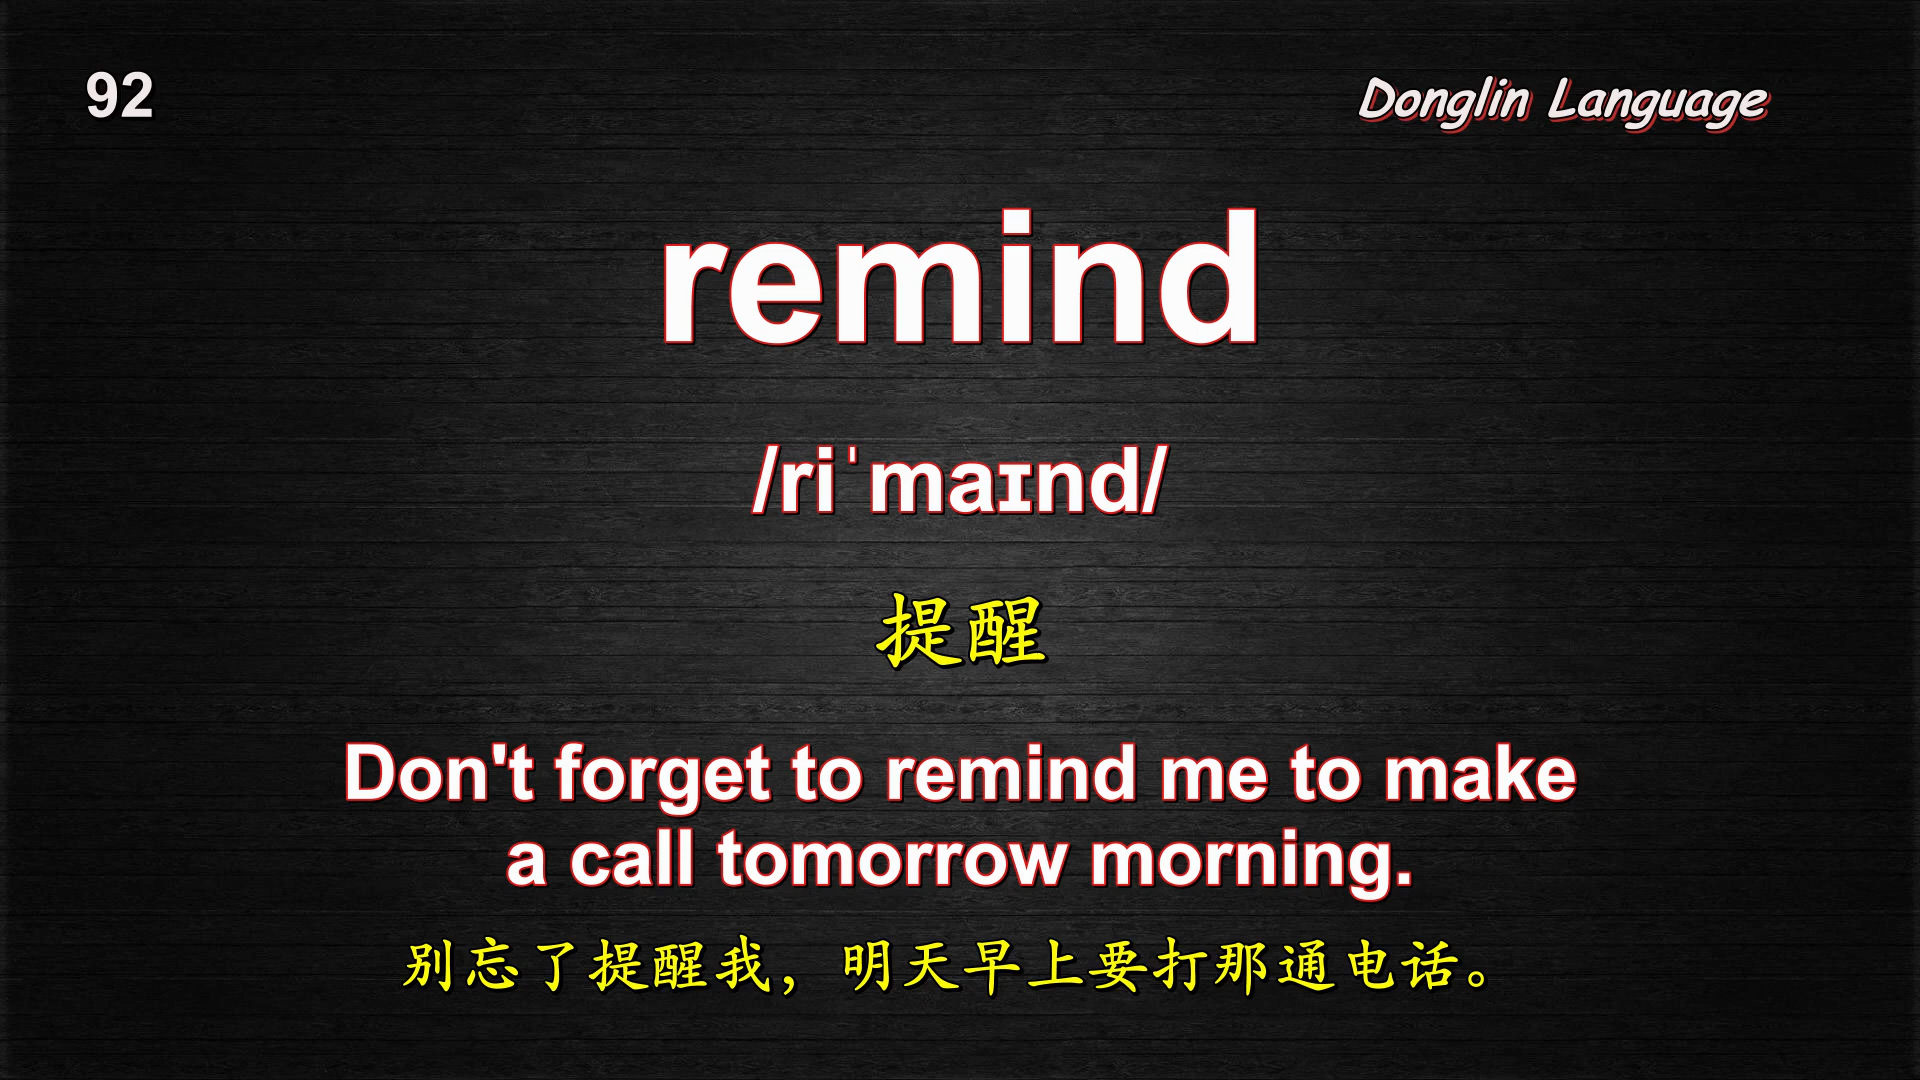 92
Donglin Language
remind
/riˈmaɪnd/
提醒
Don't forget to remind me to make
a call tomorrow morning.
别忘了提醒我，明天早上要打那通电话。